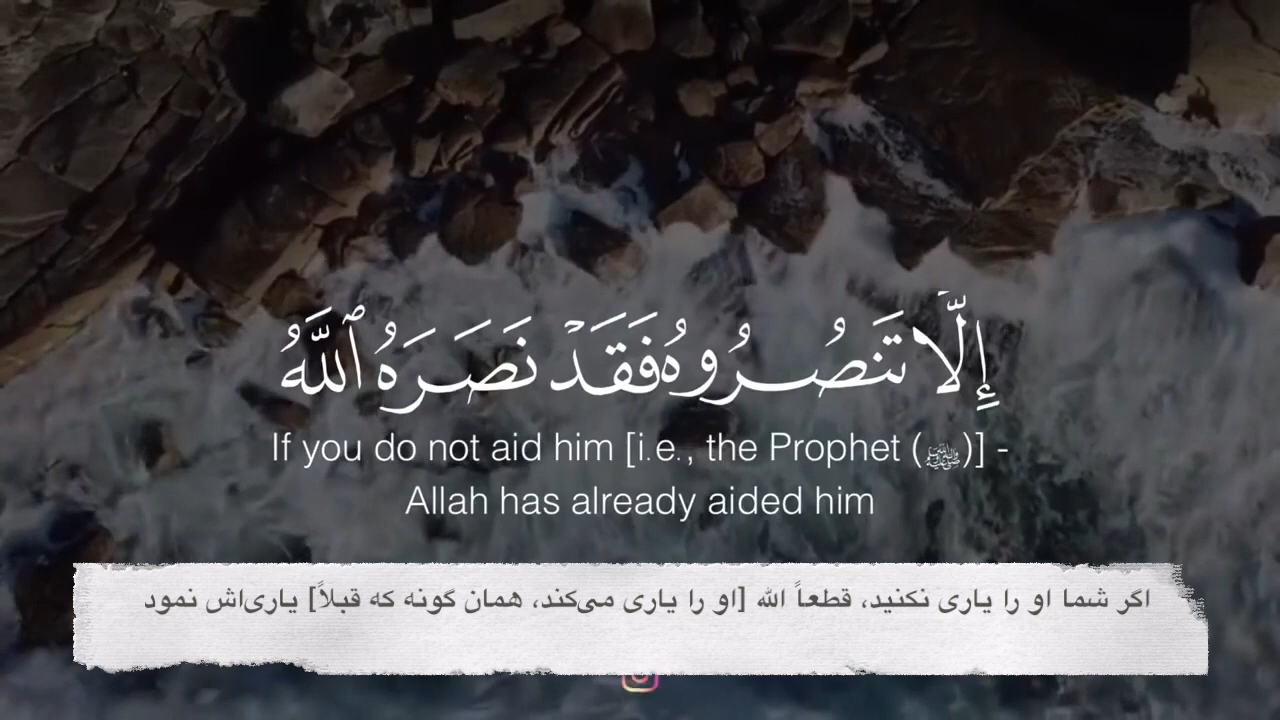 إِلَّا تَنصُرُوهُ فَقَدْ نَصَرَهُ ٱللَّهُ
If you do not aid him [i.e., the Prophet (ﷺ)] -
Allah has already aided him
اگر شما او را یاری نکنید، قطعاً الله [او را یاری می‌کند، همان گونه که قبلاً] یاری‌اش نمود